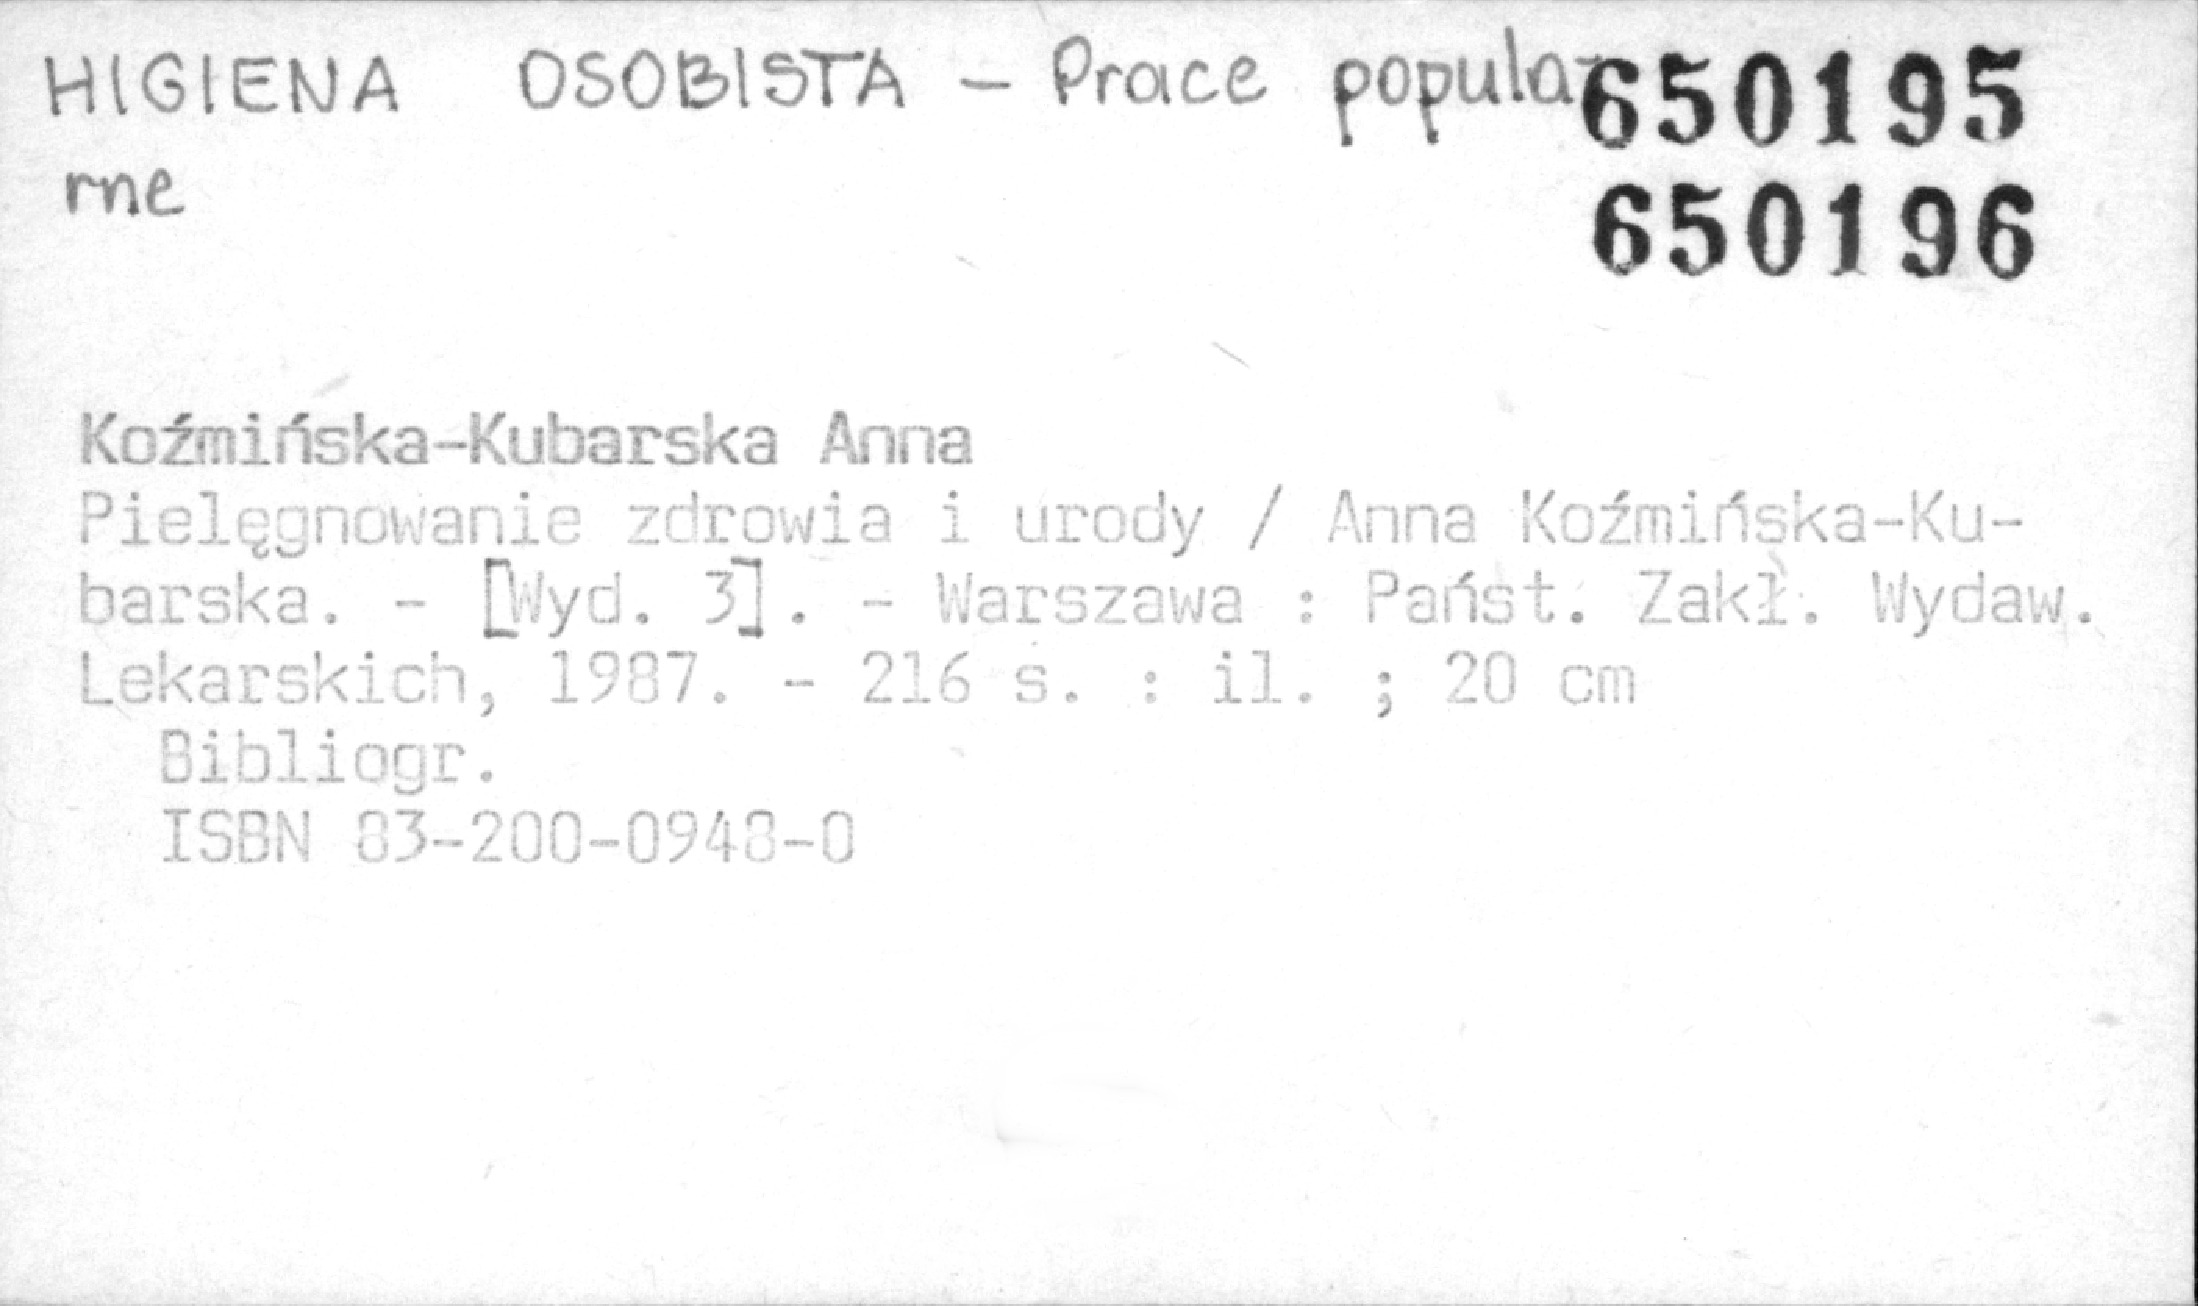 HIGIENA OSOBISTA – Prace popula- 650195
rne 650196
Koźmińska-Kubarska Anna
Pielęgnowanie zdrowia i urody / Anna Koźmińska-Ku-
barska. - [Wyd. 3]. - Warszawa : Państ. Zakł. Wydaw.
Lekarskich, 1987. - 216 s. : il. ; 20 cm
Bibliogr.
ISBN 83-200-0948-0